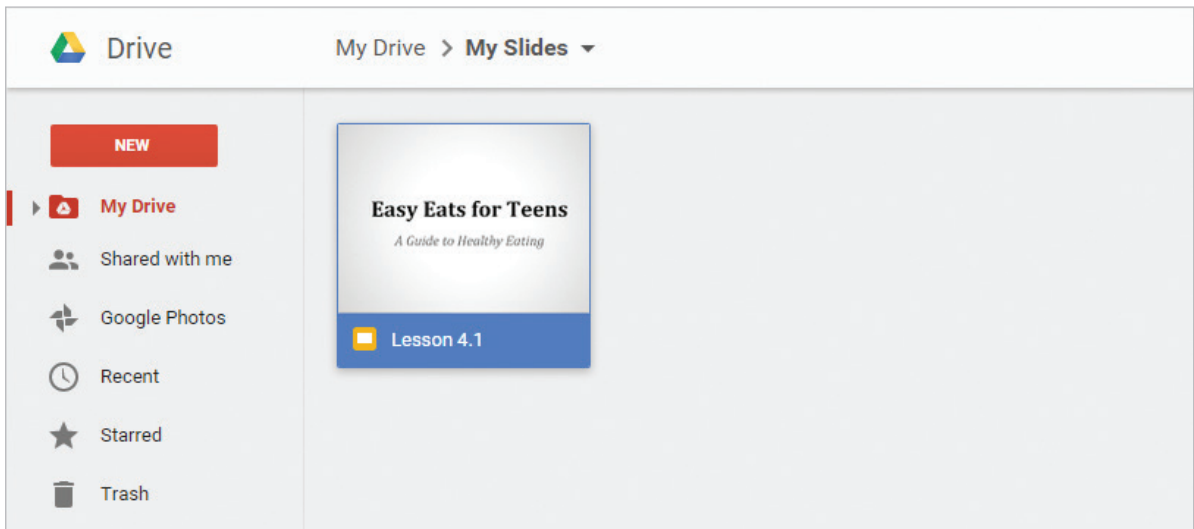 Drive
My Drive > My Slides
NEW
My Drive
Shared with me
Google Photos
Recent
Starred
Trash
Easy Eats for Teens
A Guide to Healthy Eating
Lesson 4.1